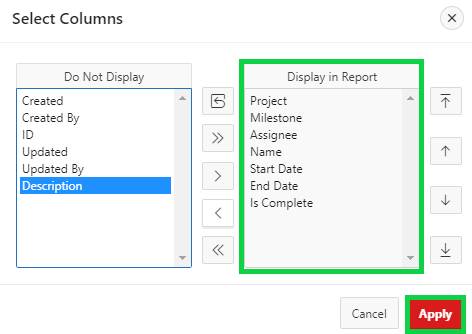 Select Columns
Do Not Display
Created
Created By
ID
Updated
Updated By
Description
Display in Report
Project
Milestone
Assignee
Name
Start Date
End Date
Is Complete
Cancel
Apply